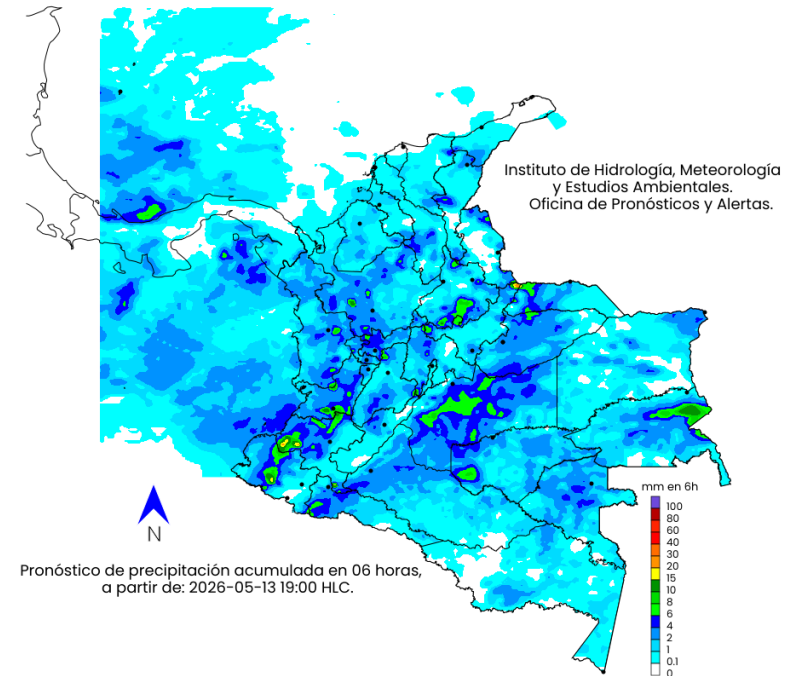 Instituto de Hidrología, Meteorología
y Estudios Ambientales.
Oficina de Pronósticos y Alertas.
mm en 6h
100
80
60
40
30
20
15
10
8
6
4
2
1
0.1
0
N
Pronóstico de precipitación acumulada en 06 horas,
a partir de: 2026-05-13 19:00 HLC.